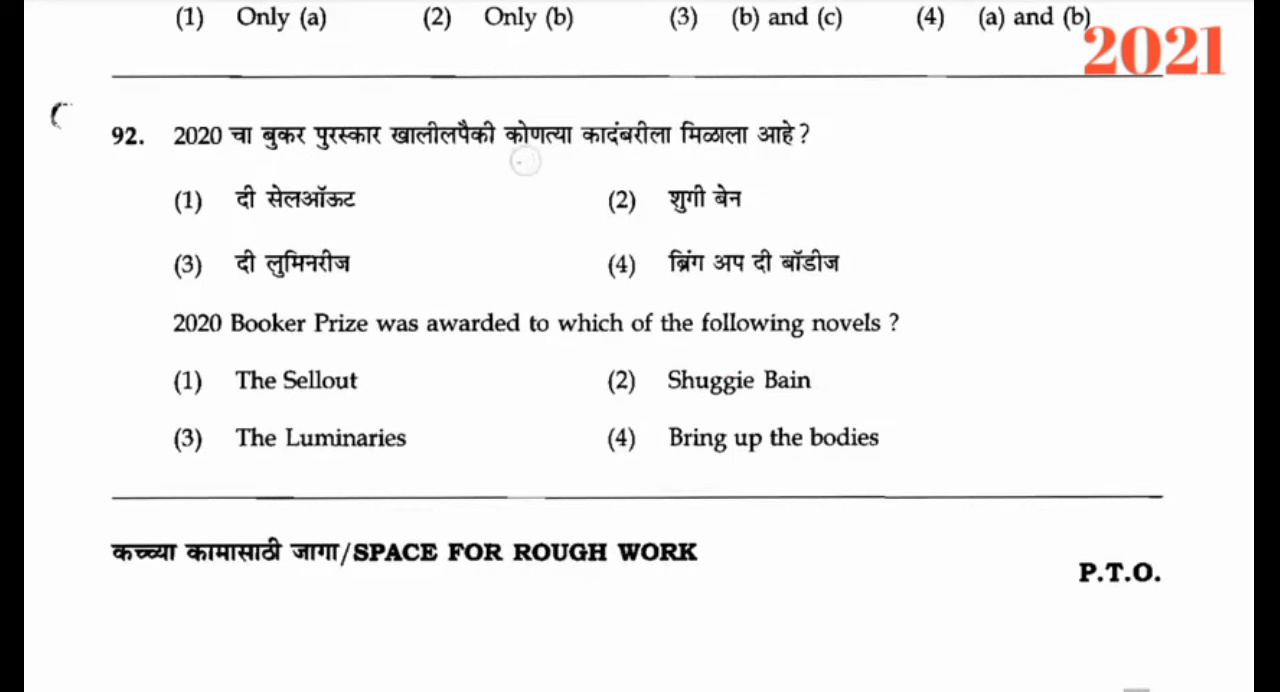 (1) Only (a) (2) Only (b) (3) (b) and (c) (4) (a) and (b)
2021
92. 2020 चा बुकर पुरस्कार खालीलपैकी कोणत्या कादंबरीला मिळाला आहे ?
(1) दी सेलऑऊट (2) शुगी बेन
(3) दी लुमिनरीज (4) ब्रिंग अप दी बॉडीज
2020 Booker Prize was awarded to which of the following novels ?
(1) The Sellout (2) Shuggie Bain
(3) The Luminaries (4) Bring up the bodies
कच्च्या कामासाठी जागा/SPACE FOR ROUGH WORK
P.T.O.